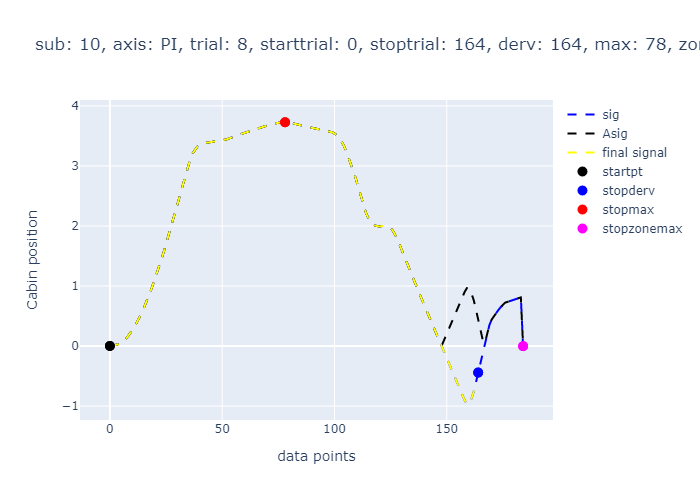 sub: 10, axis: PI, trial: 8, starttrial: 0, stoptrial: 164, derv: 164, max: 78, zon
sig
Asig
final signal
startpt
stopderv
stopmax
stopzonemax
Cabin position
4
3
2
1
0
−1
0
50
100
150
data points